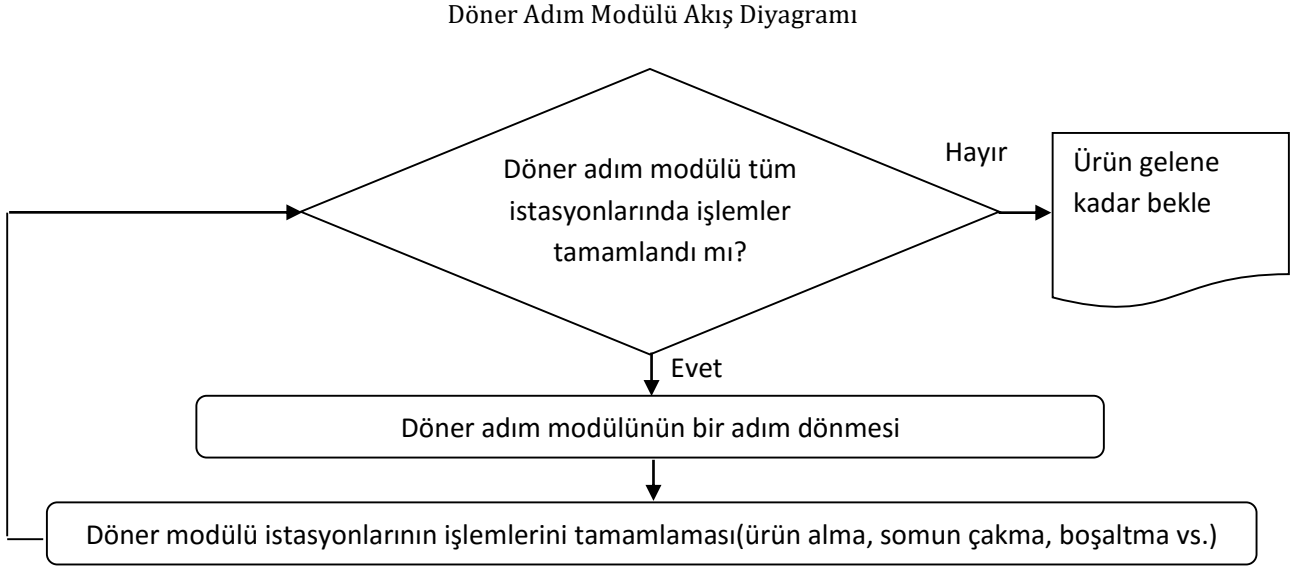 Döner Adım Modülü Akış Diyagramı
Döner adım modülü tüm
istasyonlarında işlemler
tamamlandı mı?
Hayır
Ürün gelene
kadar bekle
Evet
Döner adım modülünün bir adım dönmesi
Döner modülü istasyonlarının işlemlerini tamamlaması(ürün alma, somun çakma, boşaltma vs.)